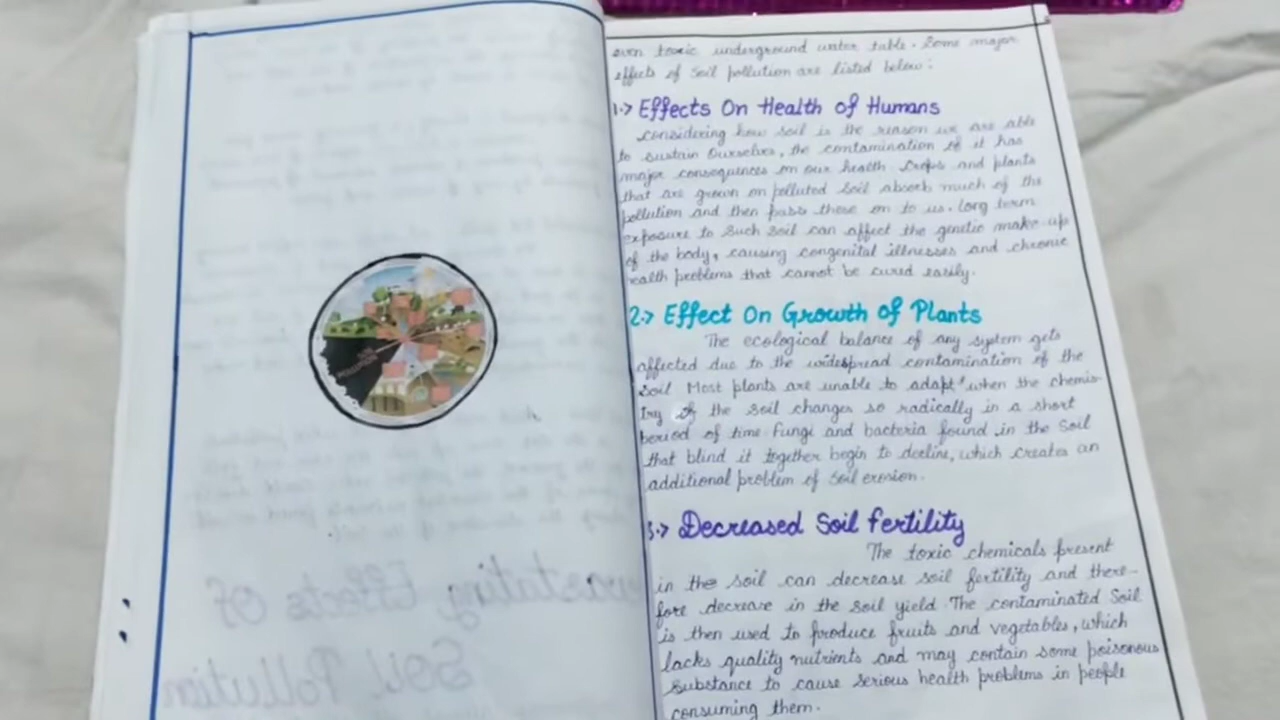 SOIL
POLLUTION
even toxic underground water table. Some major
effects of Soil pollution are listed below:
1.> Effects On Health of Humans
considering how soil is the reason we are able
to sustain Ourselves, the contamination of it has
major consequences on our health Crops and plants
that are grown on polluted Soil absorb much of the
pollution and then pass these on to us. Long term
exposure to Such Soil can affect the genetic make-up
of the body, causing congenital illnesses and chronic
health problems that cannot be cured easily.
2.> Effect On Growth of Plants
The ecological balance of any system gets
affected due to the widespread contamination of the
Soil Most plants are unable to adapt when the chemis-
try of the Soil changes so radically in a short
period of time Fungi and bacteria found in the Soil
that blind it together begin to decline, which creates an
additional problem of Soil erosion.
3.> Decreased Soil Fertility
The toxic chemicals present
in the Soil can decrease soil fertility and there-
fore decrease in the soil yield The contaminated Soil
is then used to produce fruits and vegetables, which
lacks quality nutrients and may contain some poisonous
Substance to cause Serious health problems in people
consuming them.
Devastating Effects Of
Soil Pollution